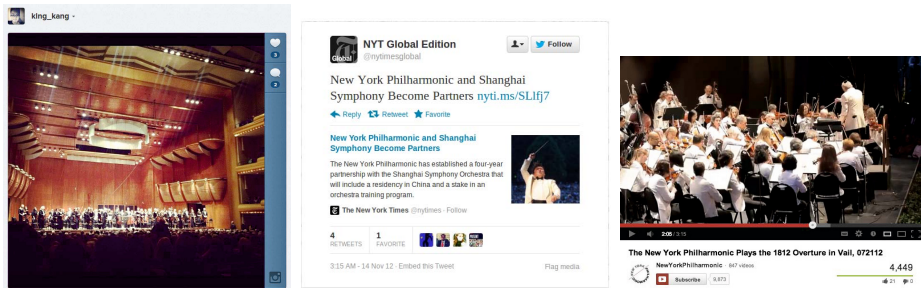 king_kang
3
2
NYT Global Edition
@nytimesglobal
Follow
Global
New York Philharmonic and Shanghai
Symphony Become Partners nyti.ms/SLlfj7
Reply Retweet Favorite
New York Philharmonic and Shanghai
Symphony Become Partners
The New York Philharmonic has established a four-year
partnership with the Shanghai Symphony Orchestra that
will include a residency in China and a stake in an
orchestra training program.
The New York Times @nytimes · Follow
4
RETWEETS
1
FAVORITE
3:15 AM - 14 Nov 12 · Embed this Tweet
Flag media
2:05 / 3:15
The New York Philharmonic Plays the 1812 Overture in Vail, 072112
NewYorkPhilharmonic · 847 videos
Subscribe 9,873
4,449
21 0